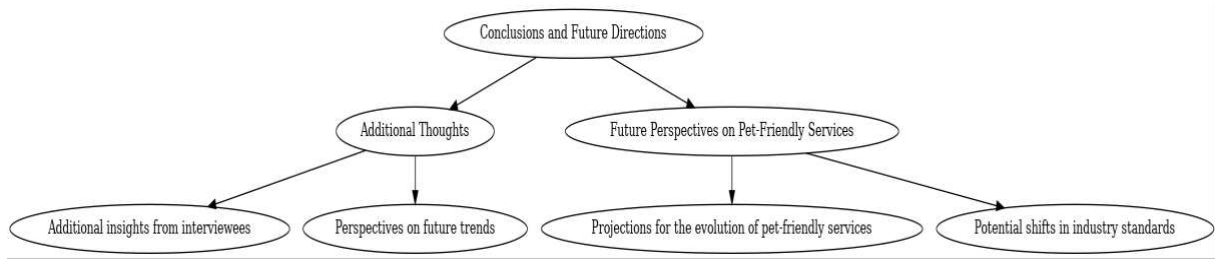 Conclusions and Future Directions
Additional Thoughts
Future Perspectives on Pet-Friendly Services
Additional insights from interviewees
Perspectives on future trends
Projections for the evolution of pet-friendly services
Potential shifts in industry standards